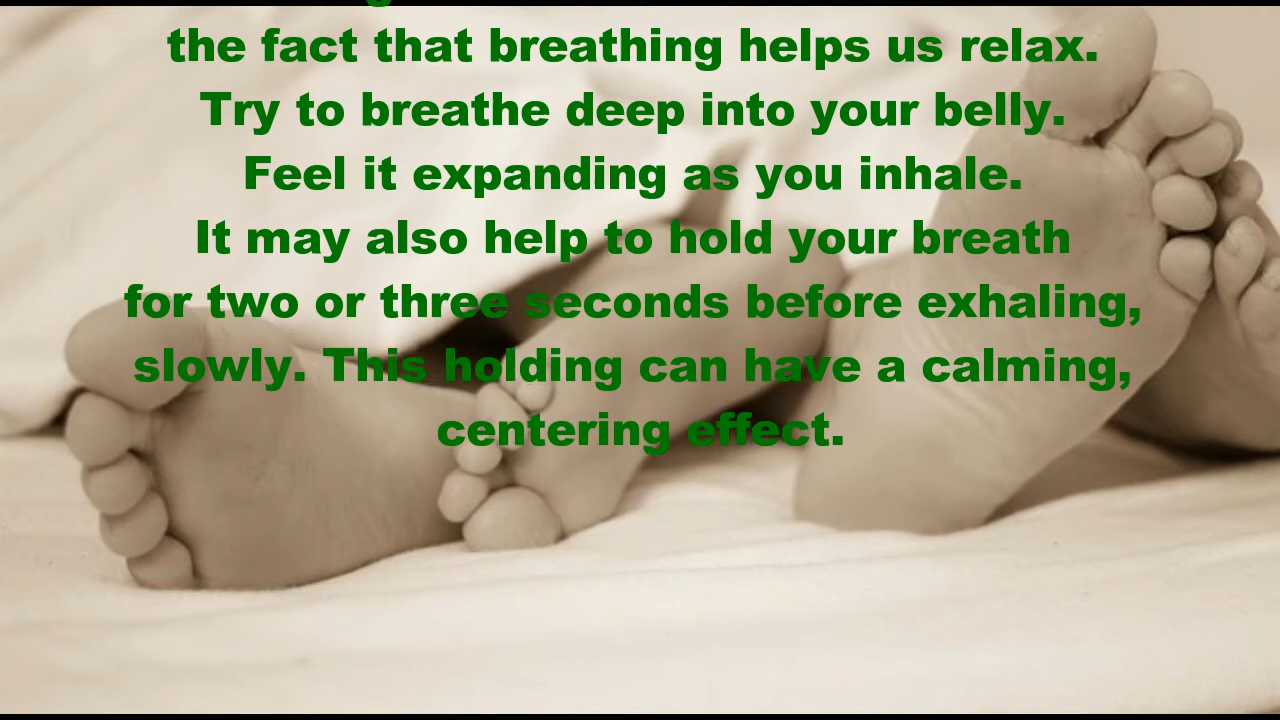 the fact that breathing helps us relax.
Try to breathe deep into your belly.
Feel it expanding as you inhale.
It may also help to hold your breath
for two or three seconds before exhaling,
slowly. This holding can have a calming,
centering effect.